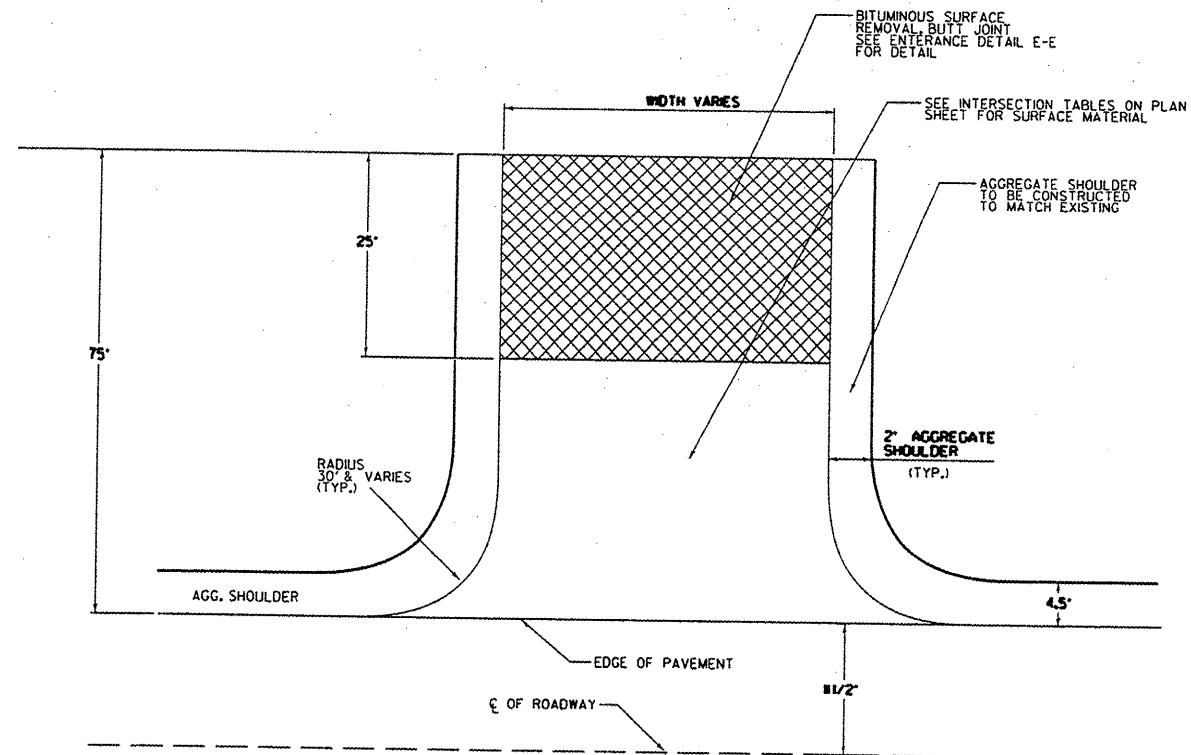 BITUMINOUS SURFACE
REMOVAL, BUTT JOINT
SEE ENTERANCE DETAIL E-E
FOR DETAIL
WIDTH VARIES
SEE INTERSECTION TABLES ON PLAN
SHEET FOR SURFACE MATERIAL
AGGREGATE SHOULDER
TO BE CONSTRUCTED
TO MATCH EXISTING
25'
75'
2' AGGREGATE
SHOULDER
(TYP.)
RADIUS
30' & VARIES
(TYP.)
AGG. SHOULDER
4.5'
EDGE OF PAVEMENT
℄ OF ROADWAY